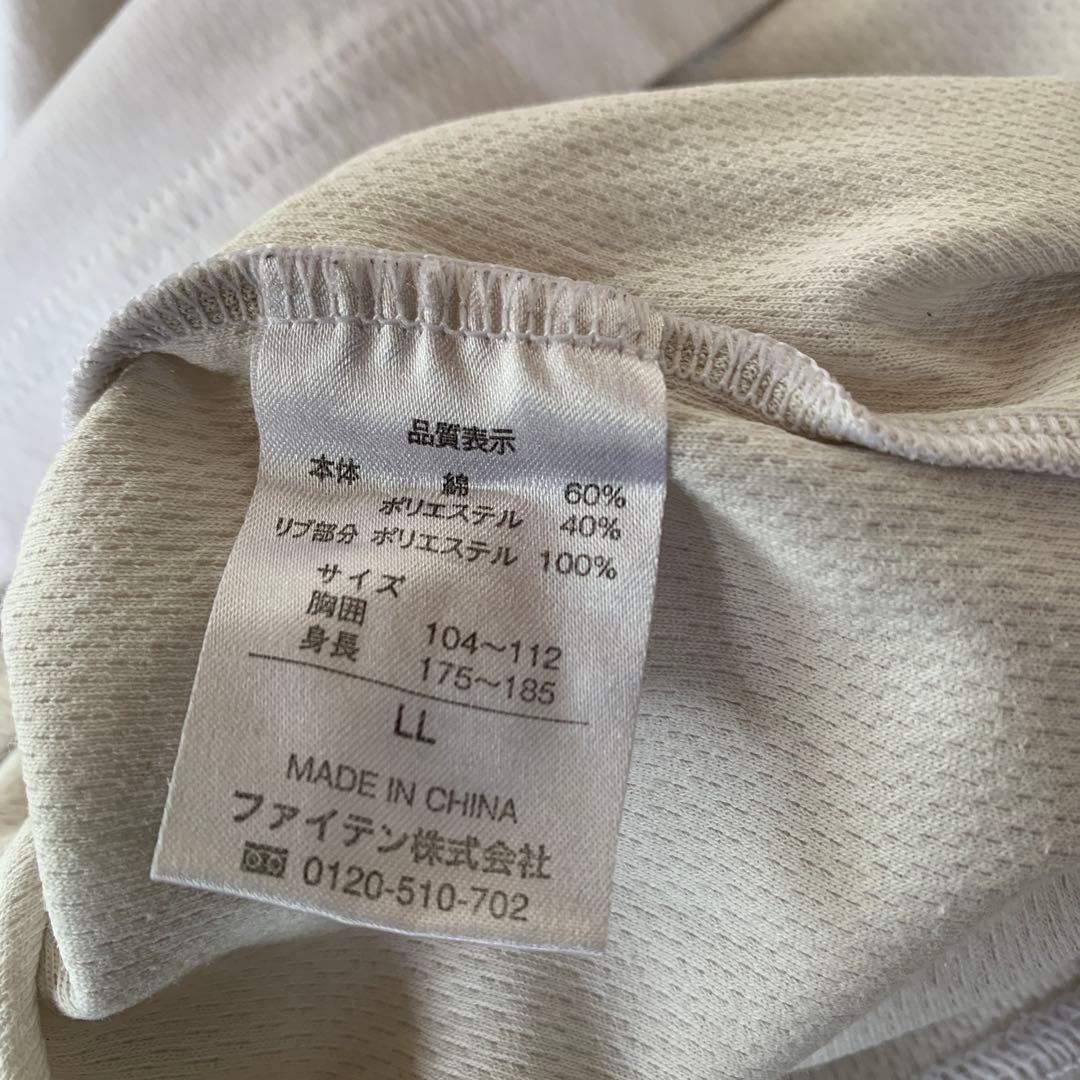 品質表示
本体 綿 60%
ポリエステル 40%
リブ部分 ポリエステル 100%
サイズ
胸囲 104～112
身長 175～185
LL
MADE IN CHINA
ファイテン株式会社
0120-510-702